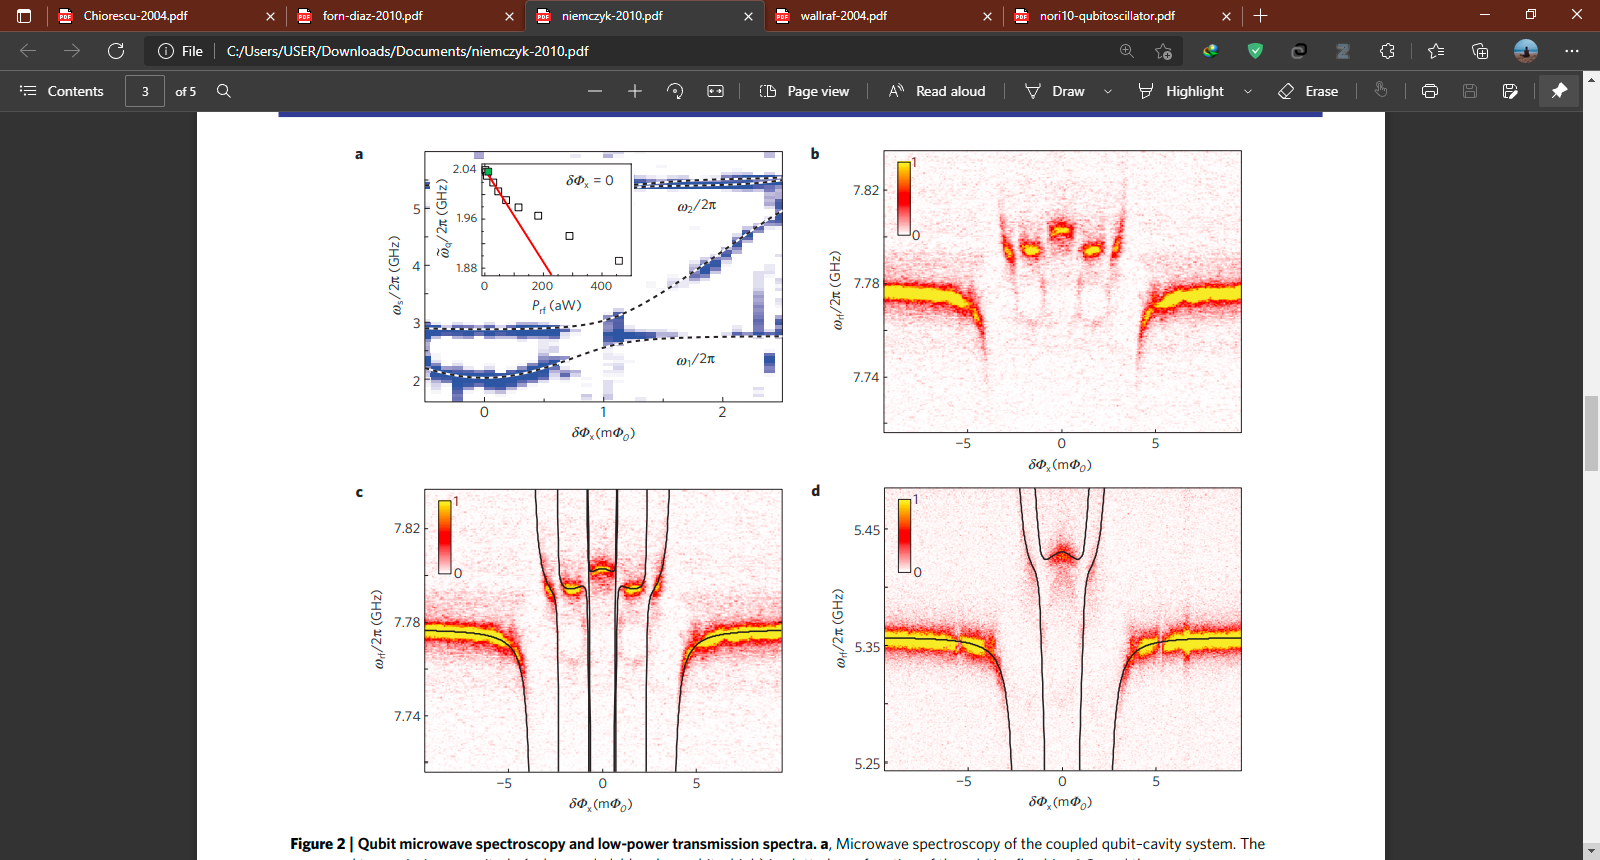 Chiorescu-2004.pdf
forn-diaz-2010.pdf
niemczyk-2010.pdf
wallraf-2004.pdf
nori10-qubitoscillator.pdf
File
C:/Users/USER/Downloads/Documents/niemczyk-2010.pdf
Contents
3 of 5
Page view
Read aloud
Draw
Highlight
Erase
a
2.04
1.96
1.88
ω̃q/2π (GHz)
δΦx = 0
0 200 400
Prf (aW)
ω2/2π
ω1/2π
5
4
3
2
ωs/2π (GHz)
0 1 2
δΦx (mΦ0)
b
1
0
7.82
7.78
7.74
ωrf/2π (GHz)
−5 0 5
δΦx (mΦ0)
c
1
0
7.82
7.78
7.74
ωrf/2π (GHz)
−5 0 5
δΦx (mΦ0)
d
1
0
5.45
5.35
5.25
ωrf/2π (GHz)
−5 0 5
δΦx (mΦ0)
Figure 2 | Qubit microwave spectroscopy and low-power transmission spectra. a, Microwave spectroscopy of the coupled qubit–cavity system. The